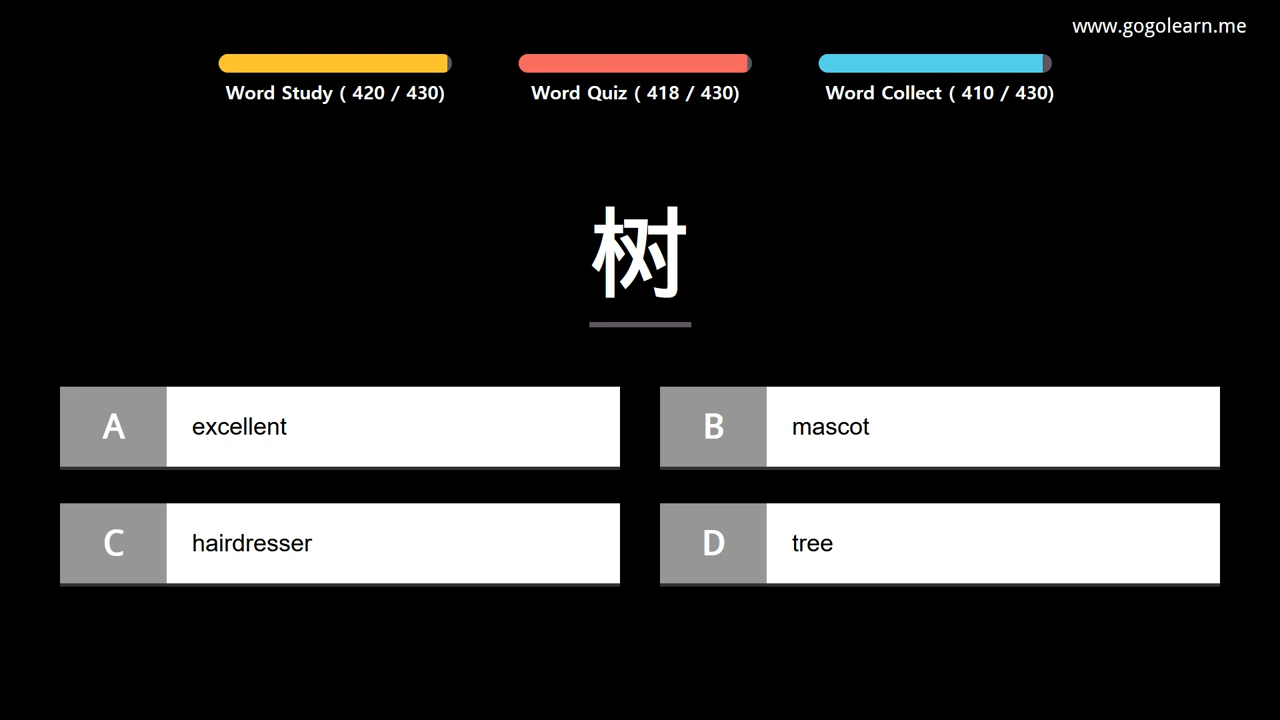 www.gogolearn.me
Word Study ( 420 / 430)
Word Quiz ( 418 / 430)
Word Collect ( 410 / 430)
树
A excellent
B mascot
C hairdresser
D tree